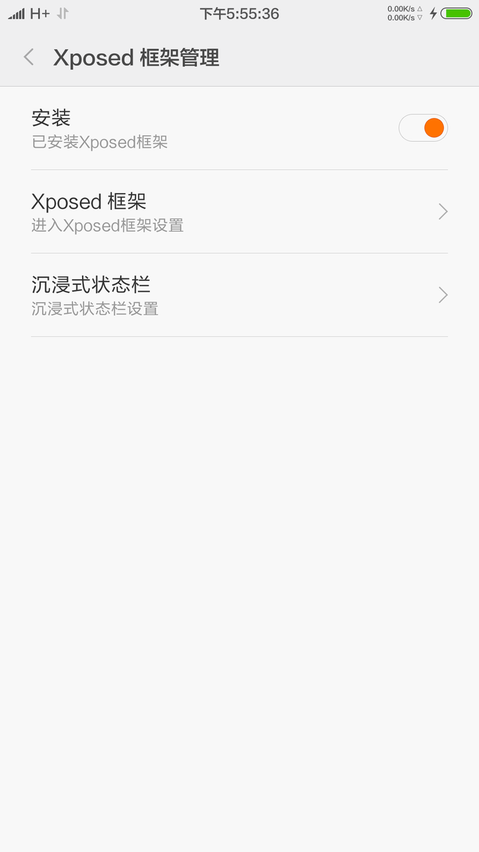 H+ 下午5:55:36 0.00K/s △
0.00K/s ▽
Xposed 框架管理
安装
已安装Xposed框架
Xposed 框架
进入Xposed框架设置
沉浸式状态栏
沉浸式状态栏设置